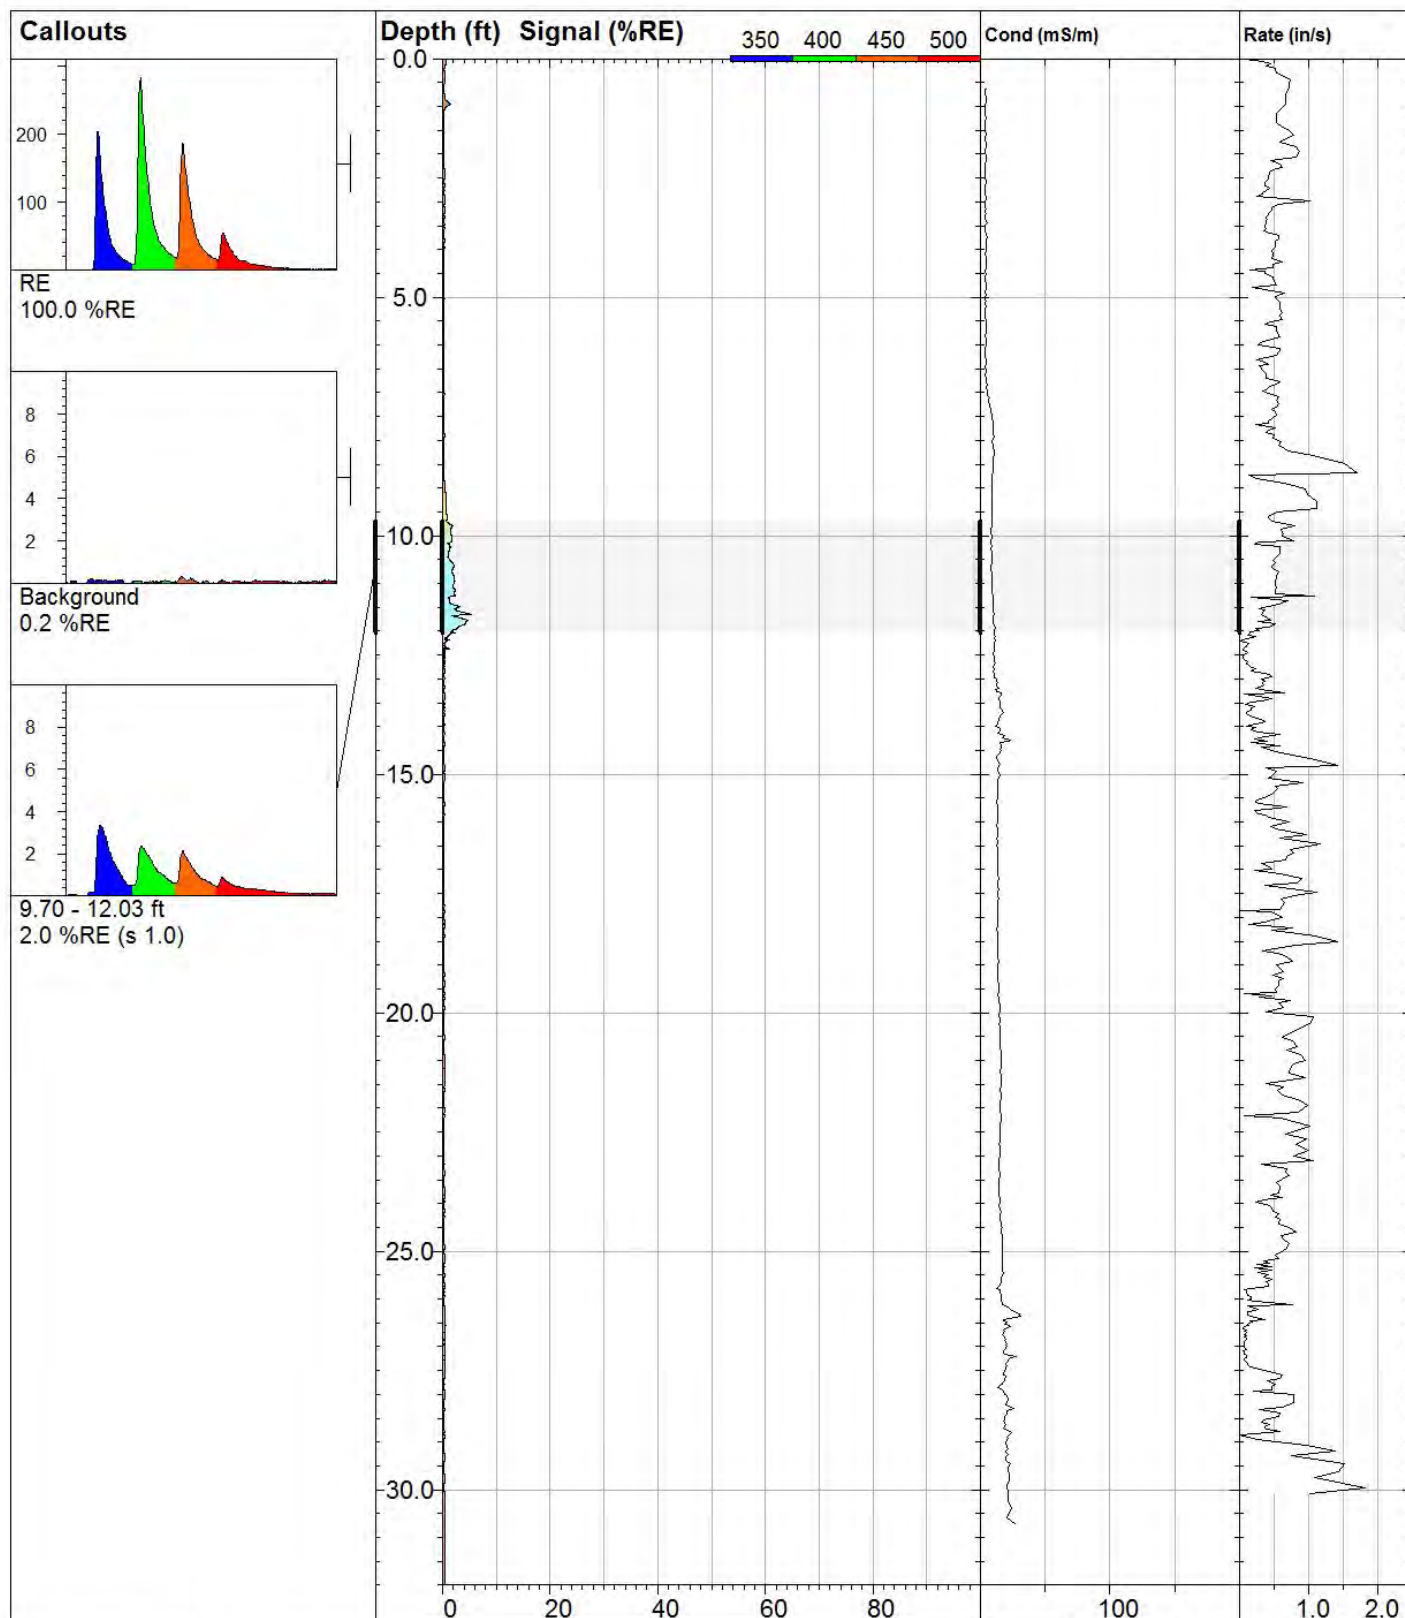 Callouts
Depth (ft) Signal (%RE)
350 400 450 500
Cond (mS/m)
Rate (in/s)
200
100
RE
100.0 %RE
8
6
4
2
Background
0.2 %RE
8
6
4
2
9.70 - 12.03 ft
2.0 %RE (s 1.0)
0.0
5.0
10.0
15.0
20.0
25.0
30.0
0 20 40 60 80
100
1.0 2.0